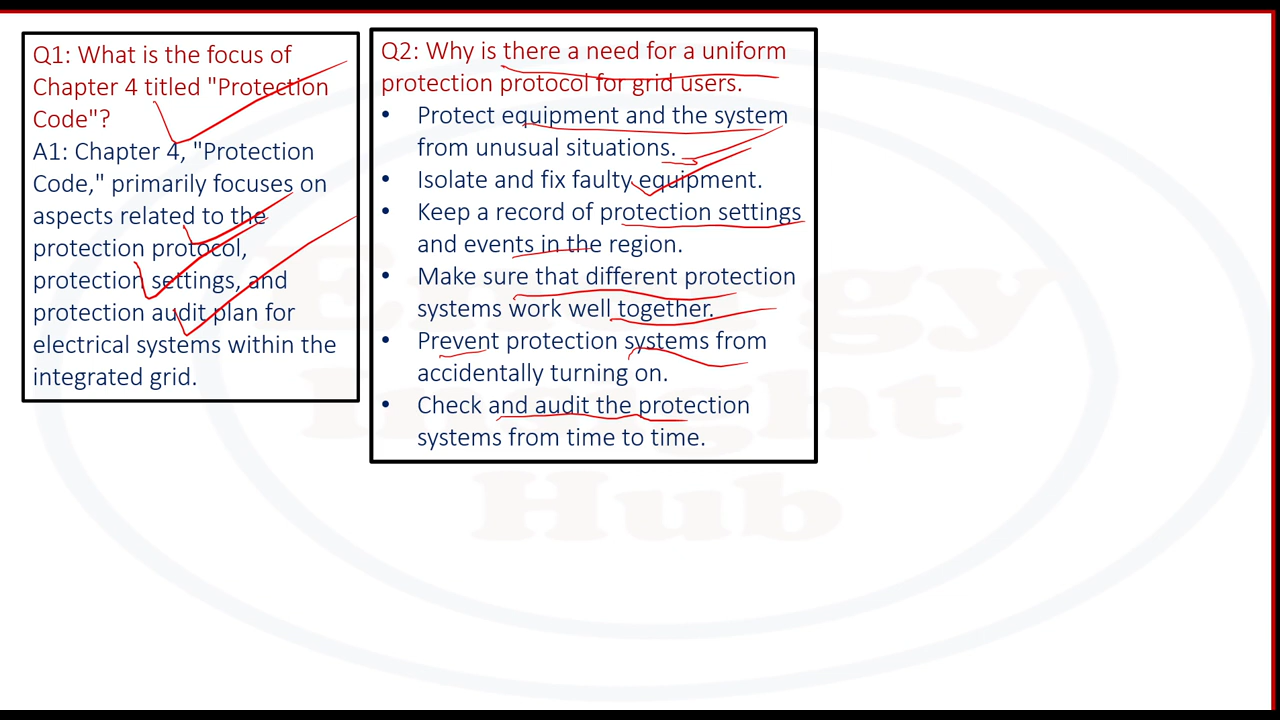 Q1: What is the focus of
Chapter 4 titled "Protection
Code"?
A1: Chapter 4, "Protection
Code," primarily focuses on
aspects related to the
protection protocol,
protection settings, and
protection audit plan for
electrical systems within the
integrated grid.
Q2: Why is there a need for a uniform
protection protocol for grid users.
• Protect equipment and the system
from unusual situations.
• Isolate and fix faulty equipment.
• Keep a record of protection settings
and events in the region.
• Make sure that different protection
systems work well together.
• Prevent protection systems from
accidentally turning on.
• Check and audit the protection
systems from time to time.
Energy
Insight
Hub